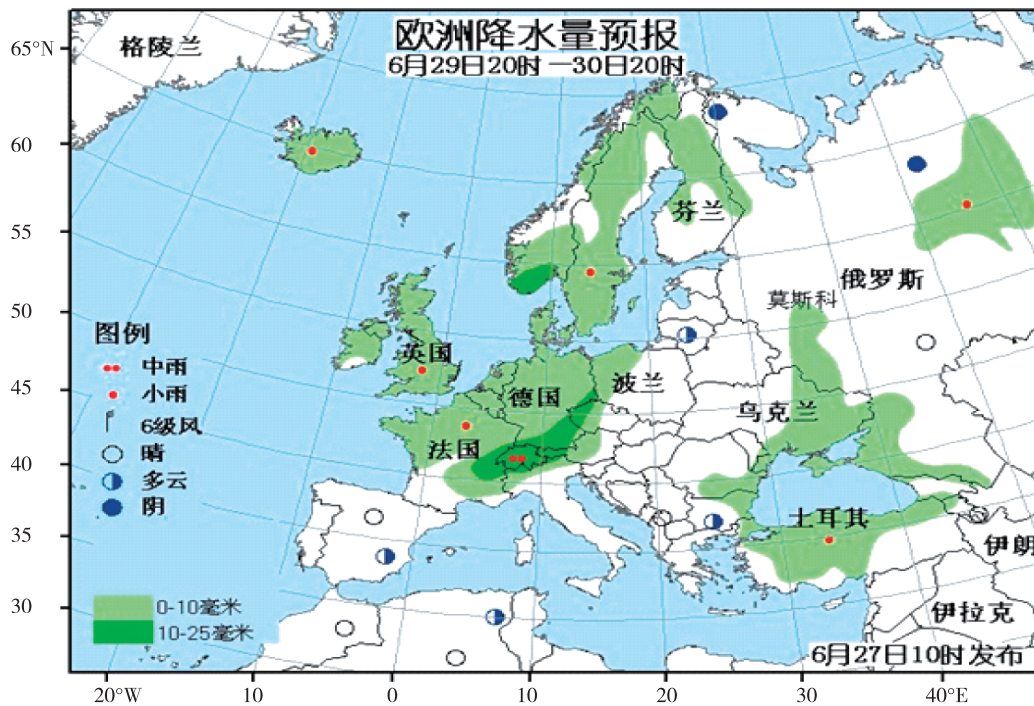 欧洲降水量预报
6月29日20时—30日20时
65°N
60
55
50
45
40
35
30
格陵兰
芬兰
俄罗斯
莫斯科
英国
波兰
德国
乌克兰
法国
土耳其
伊朗
伊拉克
图例
中雨
小雨
6级风
晴
多云
阴
0-10毫米
10-25毫米
6月27日10时发布
20°W
10
0
10
20
30
40°E